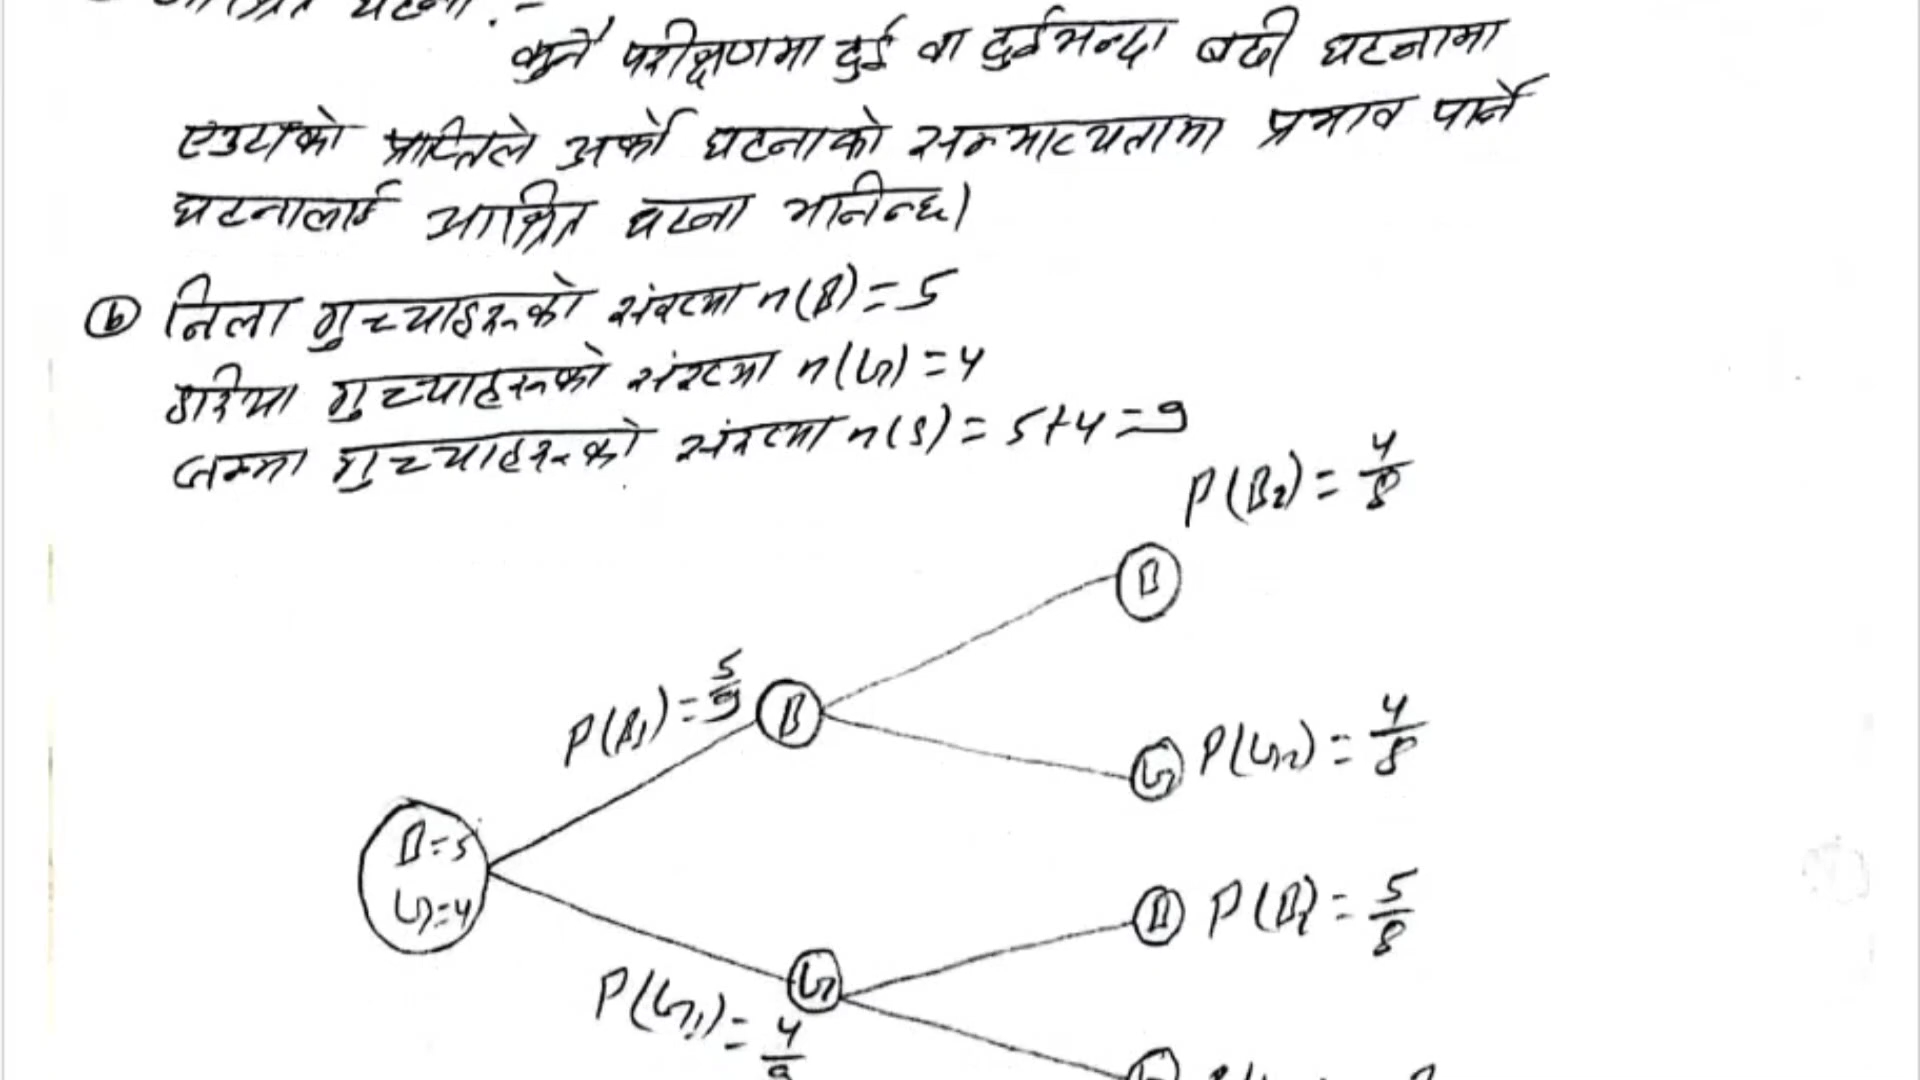 आश्रित घटना :-
कुनै परीक्षणमा दुई वा दुईभन्दा बढी घटनामा
एउटाको प्राप्तिले अर्को घटनाको सम्भाव्यतामा प्रभाव पार्ने
घटनालाई आश्रित घटना भनिन्छ।
(b) निला गुच्चाहरुको संख्या n(B) = 5
हरिया गुच्चाहरुको संख्या n(G) = 4
जम्मा गुच्चाहरुको संख्या n(S) = 5+4 = 9
P(B₂) = 4/8
B
P(B₁) = 5/9 B
G P(G₂) = 4/8
B = 5
G = 4
B P(B₂) = 5/8
G
P(G₁) = 4/9